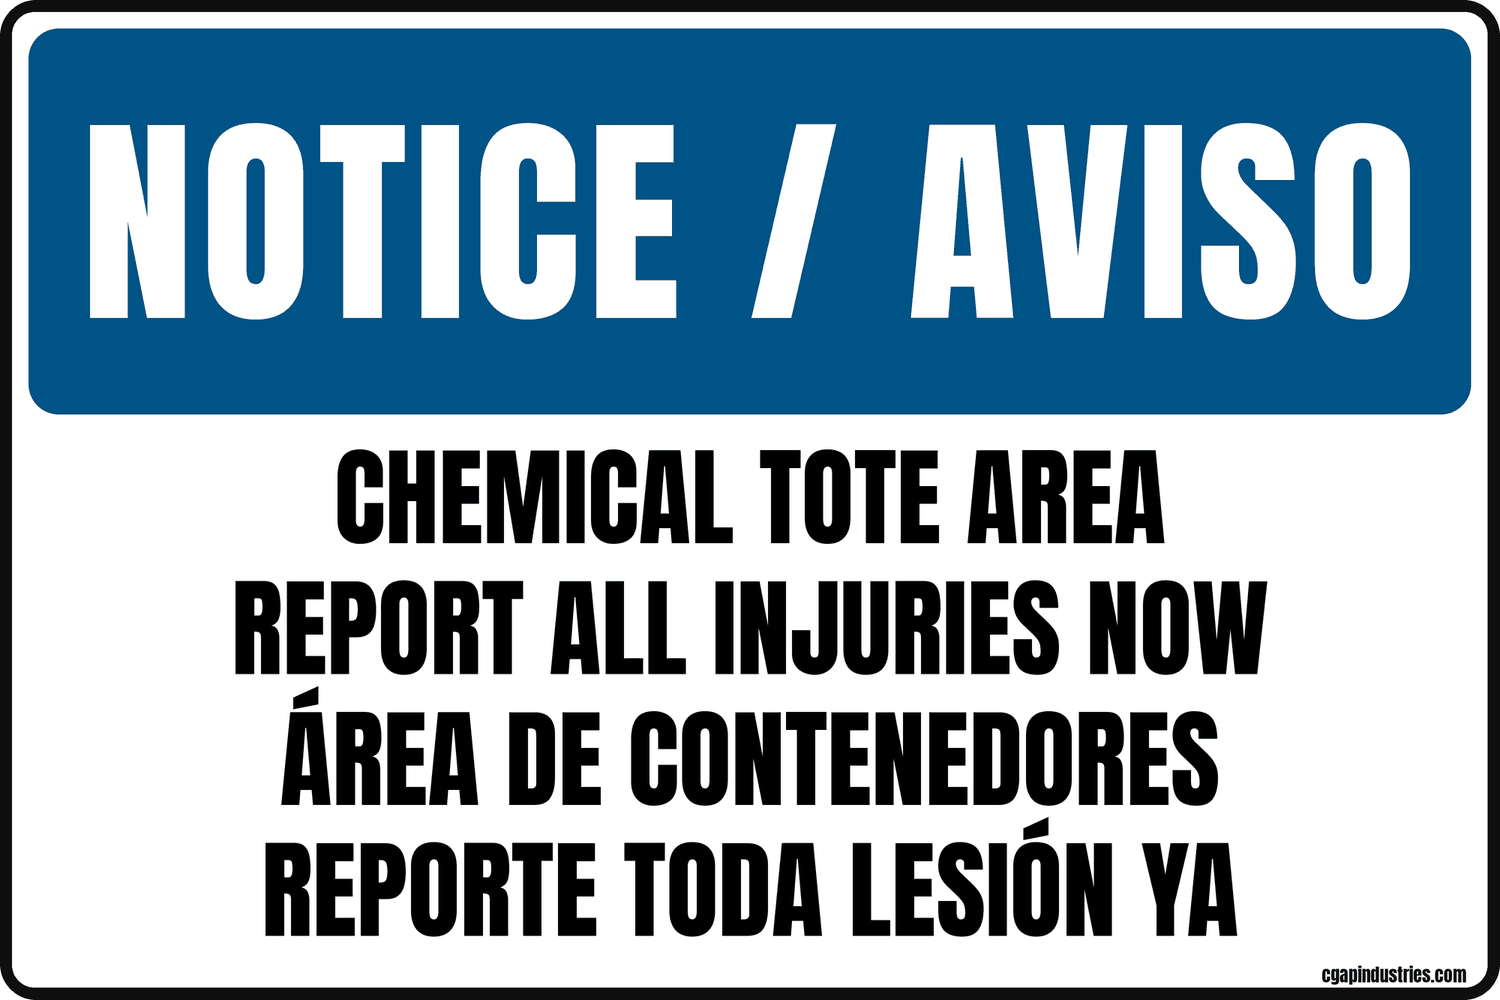 NOTICE / AVISO
CHEMICAL TOTE AREA
REPORT ALL INJURIES NOW
ÁREA DE CONTENEDORES
REPORTE TODA LESIÓN YA
cgapindustries.com